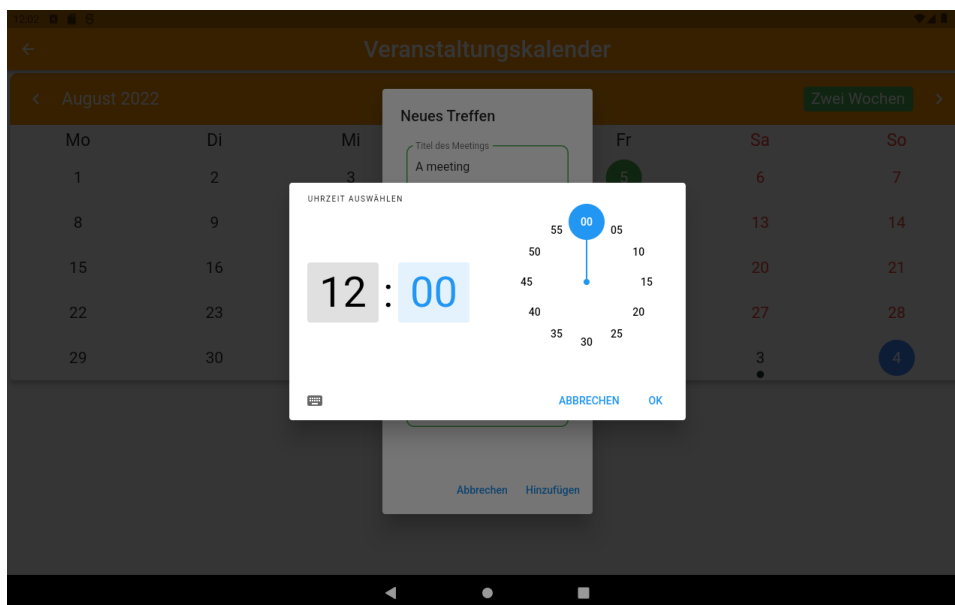 12:02
Veranstaltungskalender
August 2022
Zwei Wochen
Neues Treffen
Titel des Meetings
A meeting
Mo Di Mi Fr Sa So
1 2 3 5 6 7
8 9 13 14
15 16 20 21
22 23 27 28
29 30 3 4
UHRZEIT AUSWÄHLEN
12 : 00
00 05 10 15 20 25 30 35 40 45 50 55
ABBRECHEN OK
Abbrechen Hinzufügen